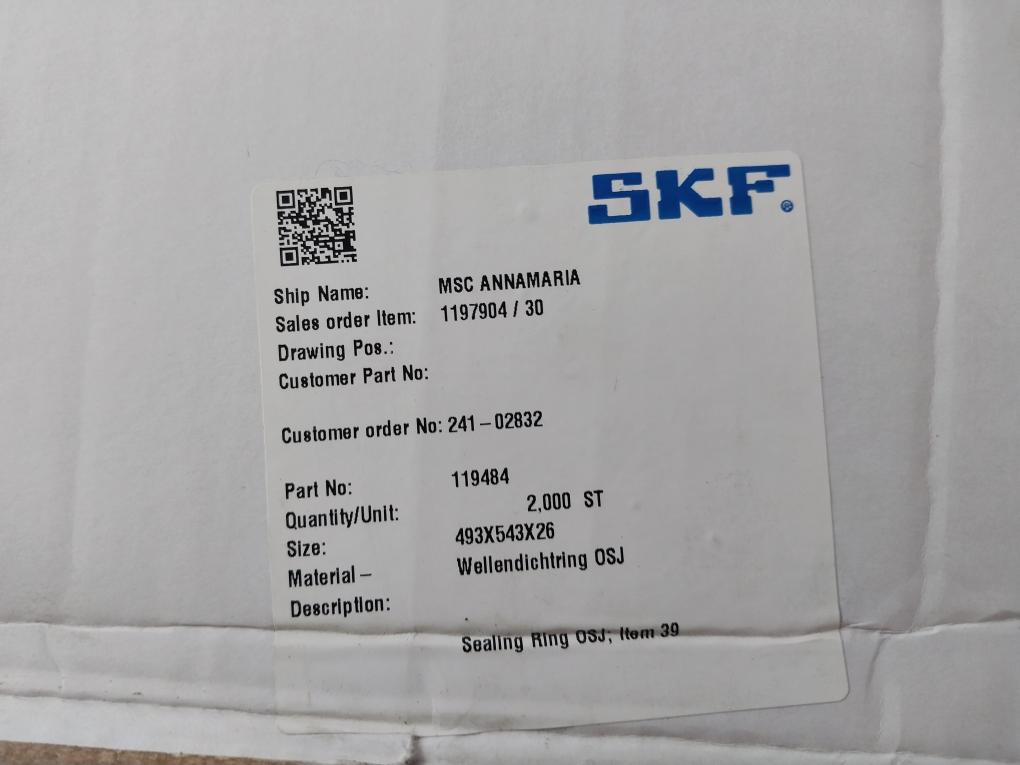 SKF®
Ship Name: MSC ANNAMARIA
Sales order Item: 1197904 / 30
Drawing Pos.:
Customer Part No:
Customer order No: 241-02832
Part No: 119484
Quantity/Unit: 2,000 ST
Size: 493X543X26
Material- Wellendichtring OSJ
Description:
Sealing Ring OSJ; Item 39